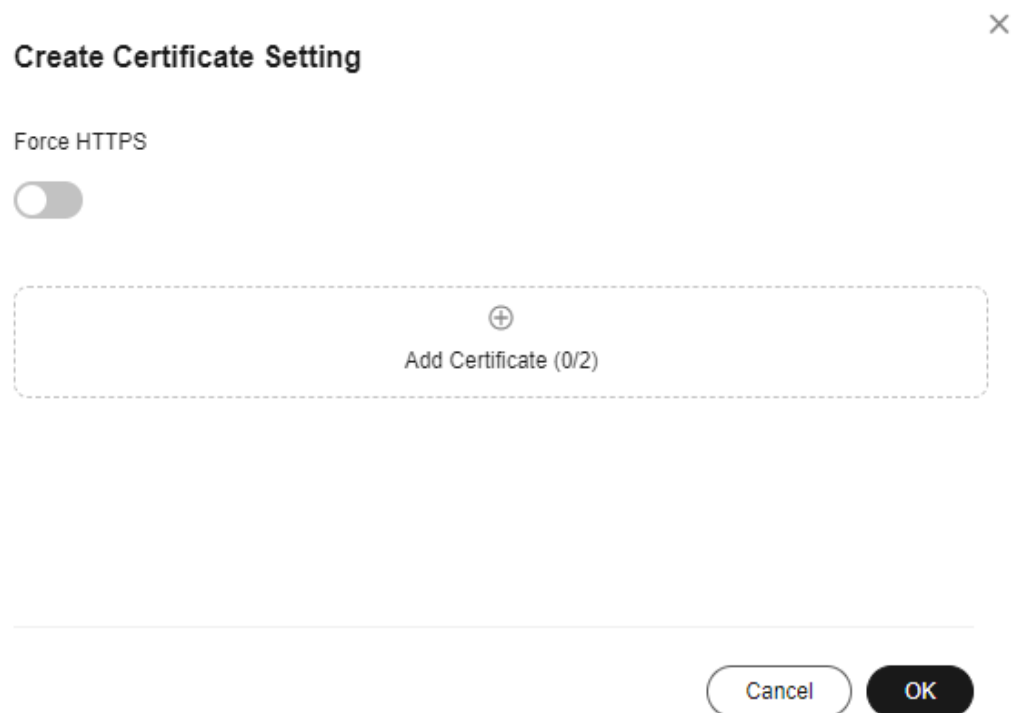 Create Certificate Setting
Force HTTPS
Add Certificate (0/2)
Cancel
OK